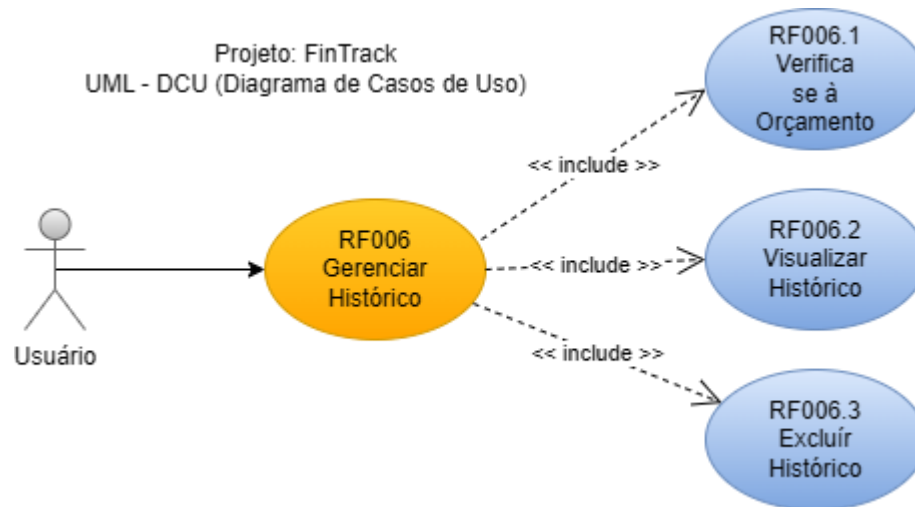 Projeto: FinTrack
UML - DCU (Diagrama de Casos de Uso)
RF006.1
Verifica
se à
Orçamento
<< include >>
RF006
Gerenciar
Histórico
RF006.2
Visualizar
Histórico
<< include >>
Usuário
<< include >>
RF006.3
Excluír
Histórico